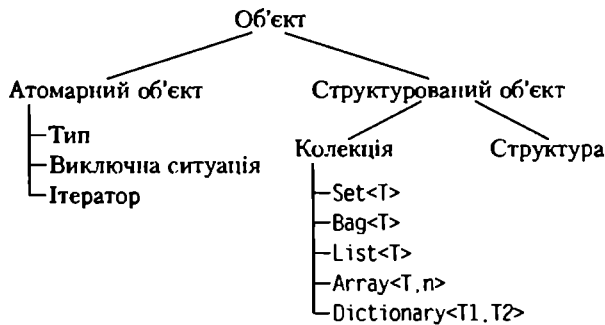 Об'єкт
Атомарний об'єкт
Структурований об'єкт
Тип
Виключна ситуація
Ітератор
Колекція
Структура
Set<T>
Bag<T>
List<T>
Array<T,n>
Dictionary<T1,T2>